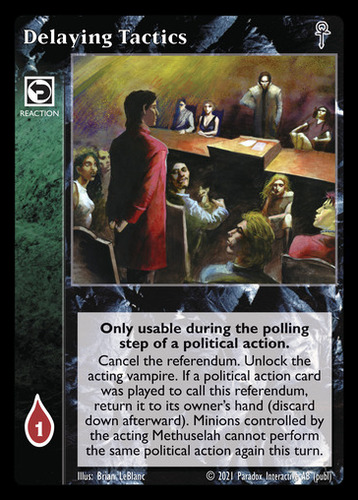 Delaying Tactics
REACTION
Only usable during the polling
step of a political action.
Cancel the referendum. Unlock the
acting vampire. If a political action card
was played to call this referendum,
return it to its owner's hand (discard
down afterward). Minions controlled by
the acting Methuselah cannot perform
the same political action again this turn.
1
Illus: Brian LeBlanc © 2021 Paradox Interactive AB (publ)